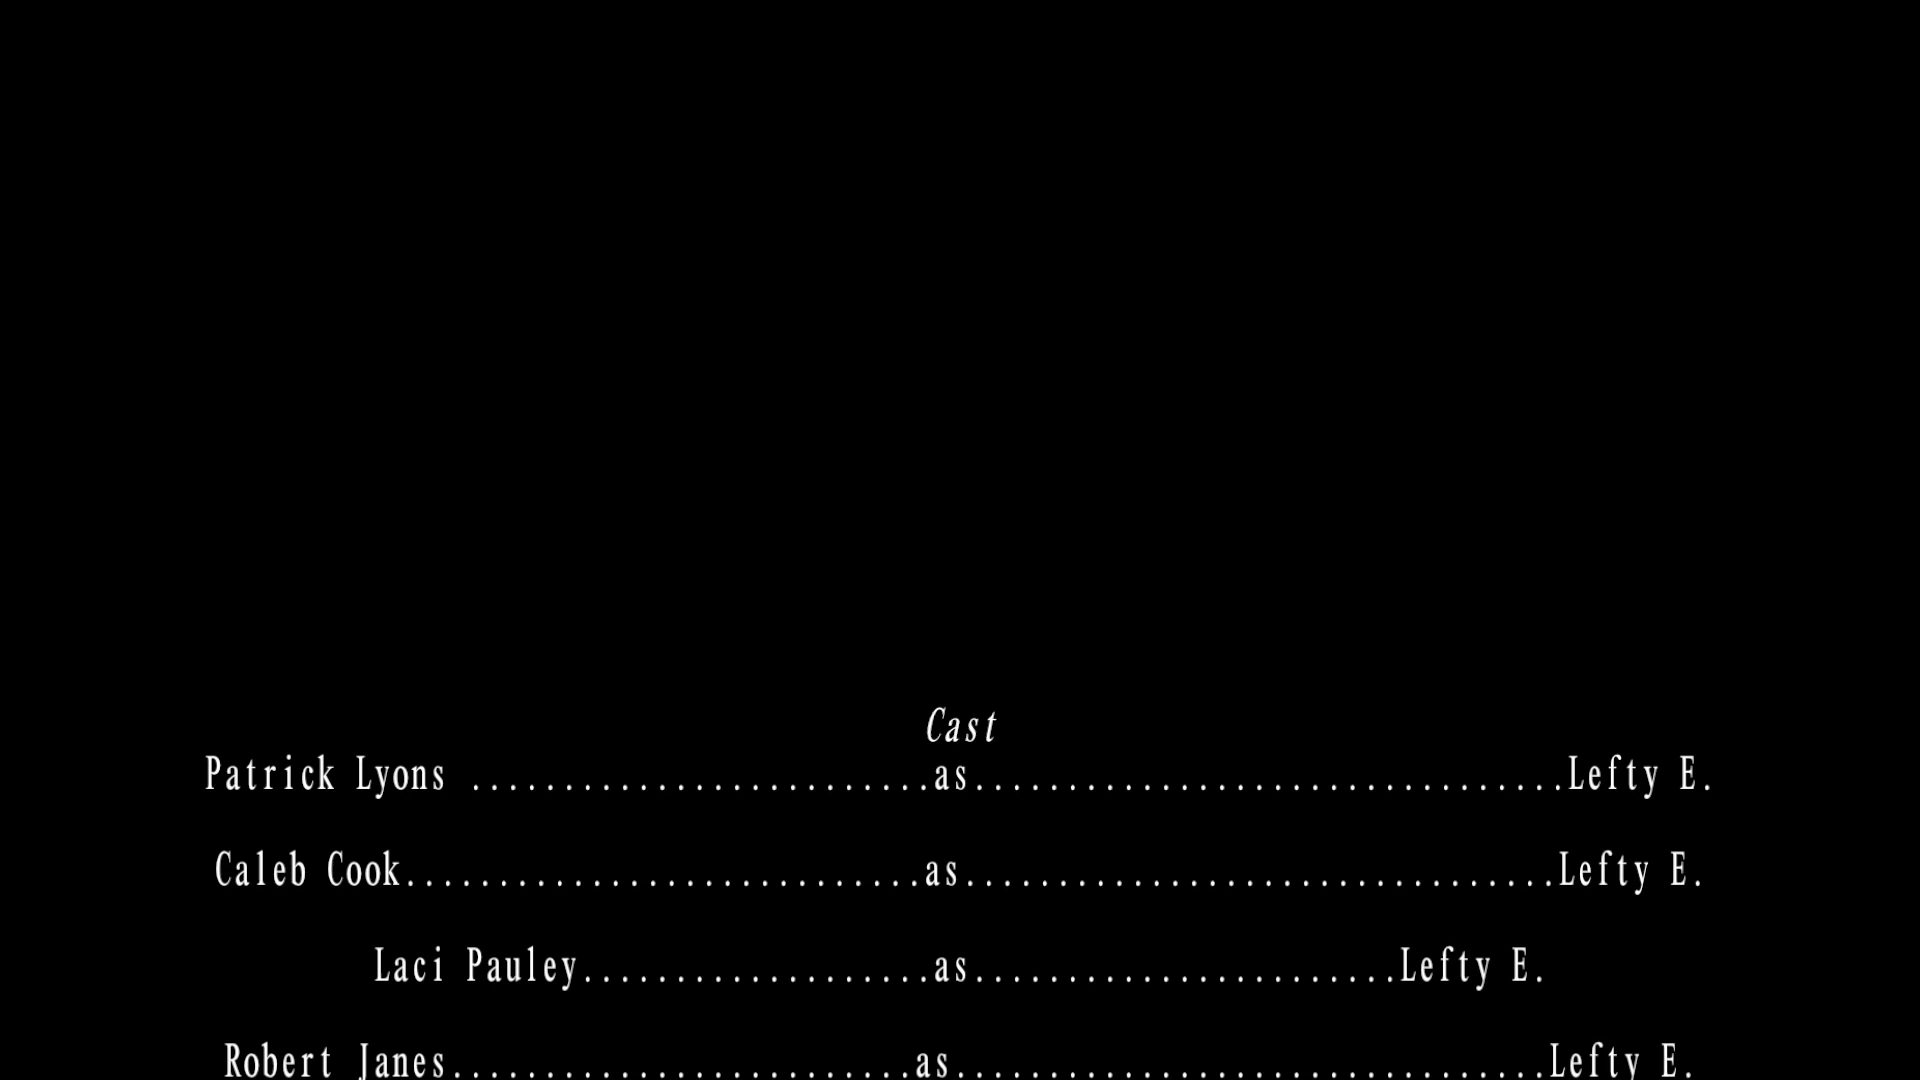 Cast
Patrick Lyons .........................as................................Lefty E.
Caleb Cook............................as................................Lefty E.
Laci Pauley...................as.......................Lefty E.
Robert Janes.........................as................................Lefty E.